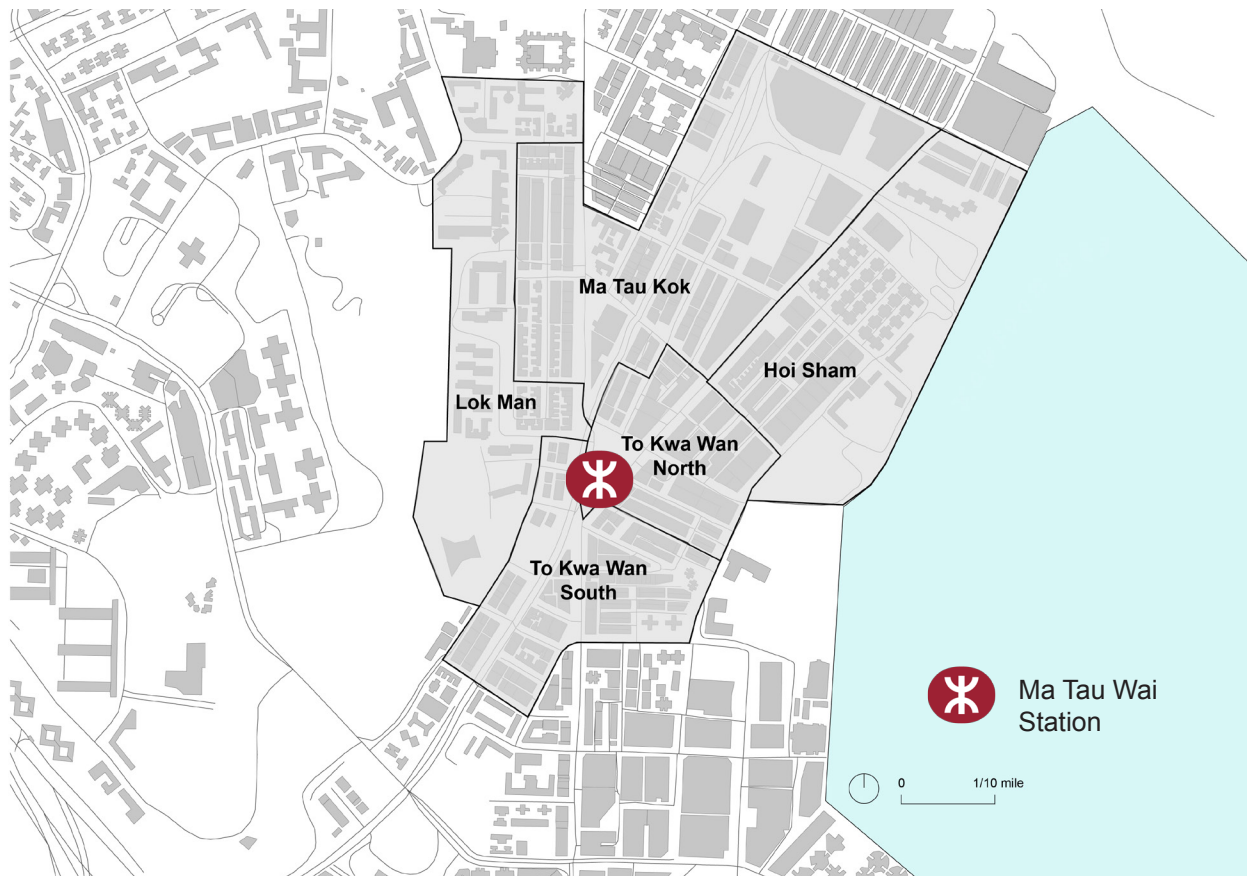 Ma Tau Kok
Hoi Sham
Lok Man
To Kwa Wan
North
To Kwa Wan
South
Ma Tau Wai
Station
0
1/10 mile